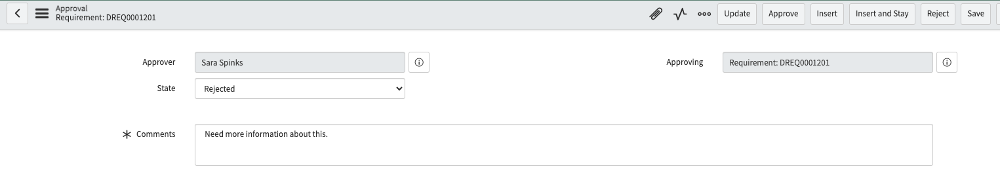 Approval
Requirement: DREQ0001201
Update
Approve
Insert
Insert and Stay
Reject
Save
Approver
Sara Spinks
Approving
Requirement: DREQ0001201
State
Rejected
Comments
Need more information about this.